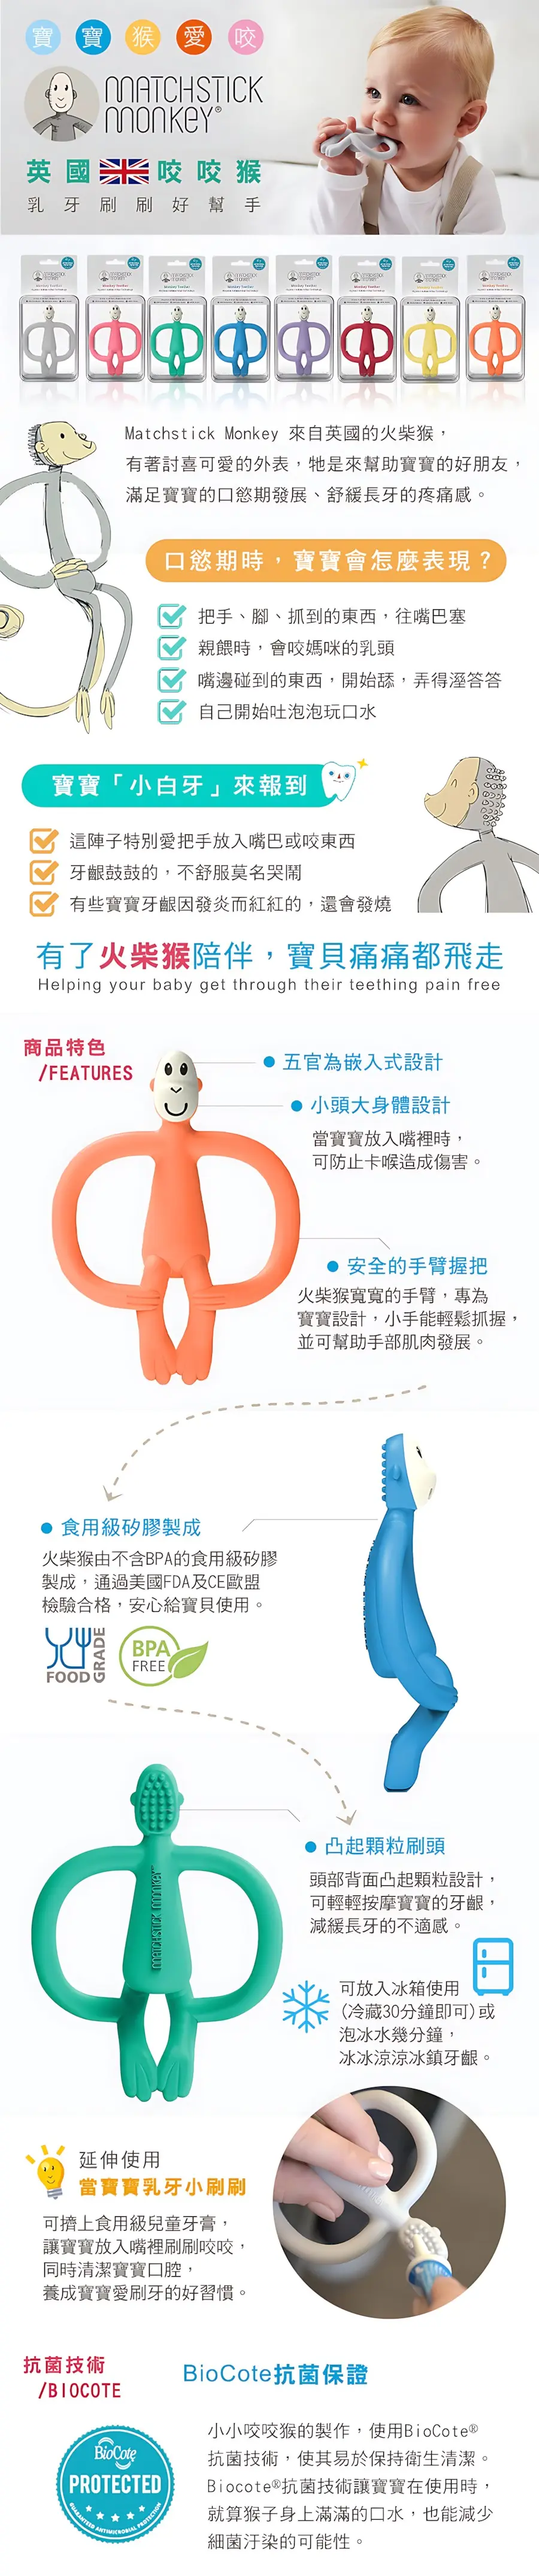 寶寶猴愛咬
MATCHSTICK
MONKEY®
英國咬咬猴
乳牙刷刷好幫手
Matchstick Monkey 來自英國的火柴猴，
有著討喜可愛的外表，牠是來幫助寶寶的好朋友，
滿足寶寶的口慾期發展、舒緩長牙的疼痛感。
口慾期時，寶寶會怎麼表現？
把手、腳、抓到的東西，往嘴巴塞
親餵時，會咬媽咪的乳頭
嘴邊碰到的東西，開始舔，弄得溼答答
自己開始吐泡泡玩口水
寶寶「小白牙」來報到
這陣子特別愛把手放入嘴巴或咬東西
牙齦鼓鼓的，不舒服莫名哭鬧
有些寶寶牙齦因發炎而紅紅的，還會發燒
有了火柴猴陪伴，寶貝痛痛都飛走
Helping your baby get through their teething pain free
商品特色
/FEATURES
五官為嵌入式設計
小頭大身體設計
當寶寶放入嘴裡時，
可防止卡喉造成傷害。
安全的手臂握把
火柴猴寬寬的手臂，專為
寶寶設計，小手能輕鬆抓握，
並可幫助手部肌肉發展。
食用級矽膠製成
火柴猴由不含BPA的食用級矽膠
製成，通過美國FDA及CE歐盟
檢驗合格，安心給寶貝使用。
FOOD GRADE
BPA
FREE
凸起顆粒刷頭
頭部背面凸起顆粒設計，
可輕輕按摩寶寶的牙齦，
減緩長牙的不適感。
MATCHSTICK MONKEY
可放入冰箱使用
（冷藏30分鐘即可）或
泡冰水幾分鐘，
冰冰涼涼冰鎮牙齦。
延伸使用
當寶寶乳牙小刷刷
可擠上食用級兒童牙膏，
讓寶寶放入嘴裡刷刷咬咬，
同時清潔寶寶口腔，
養成寶寶愛刷牙的好習慣。
抗菌技術
/BIOCOTE
BioCote抗菌保證
BioCote
PROTECTED
GUARANTEED ANTIMICROBIAL PROTECTION
小小咬咬猴的製作，使用BioCote®
抗菌技術，使其易於保持衛生清潔。
Biocote®抗菌技術讓寶寶在使用時，
就算猴子身上滿滿的口水，也能減少
細菌汙染的可能性。